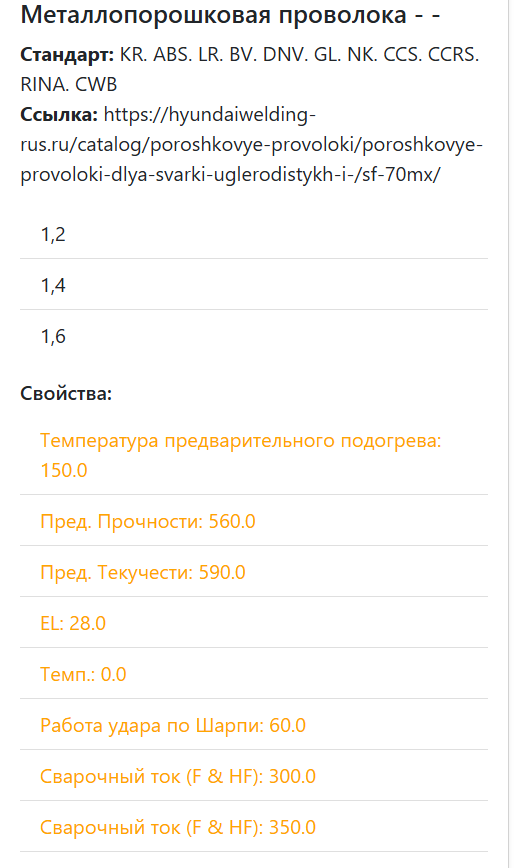 Металлопорошковая проволока - -
Стандарт: KR. ABS. LR. BV. DNV. GL. NK. CCS. CCRS.
RINA. CWB
Ссылка: https://hyundaiwelding-
rus.ru/catalog/poroshkovye-provoloki/poroshkovye-
provoloki-dlya-svarki-uglerodistykh-i-/sf-70mx/
1,2
1,4
1,6
Свойства:
Температура предварительного подогрева:
150.0
Пред. Прочности: 560.0
Пред. Текучести: 590.0
EL: 28.0
Темп.: 0.0
Работа удара по Шарпи: 60.0
Сварочный ток (F & HF): 300.0
Сварочный ток (F & HF): 350.0